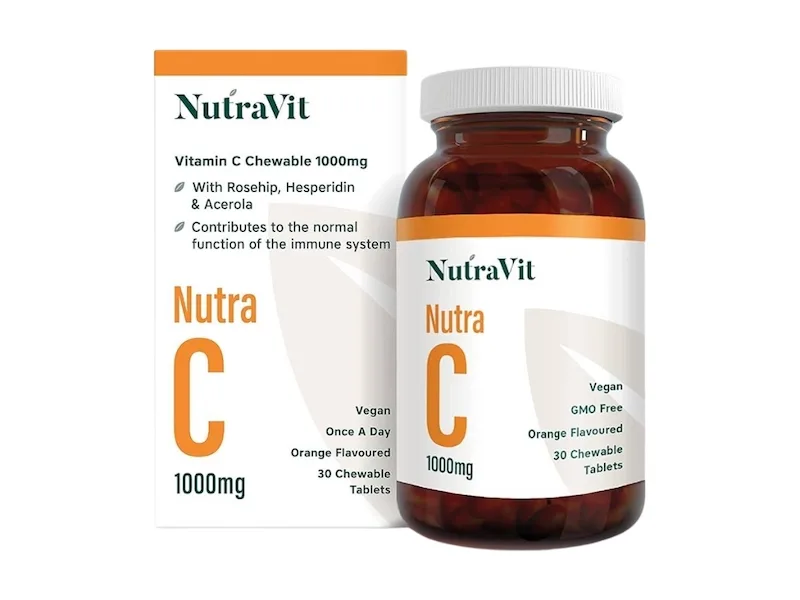 NutraVit
Vitamin C Chewable 1000mg
With Rosehip, Hesperidin
& Acerola
Contributes to the normal
function of the immune system
Nutra
C
1000mg
Vegan
Once A Day
Orange Flavoured
30 Chewable
Tablets
NutraVit
Nutra
C
1000mg
Vegan
GMO Free
Orange Flavoured
30 Chewable
Tablets